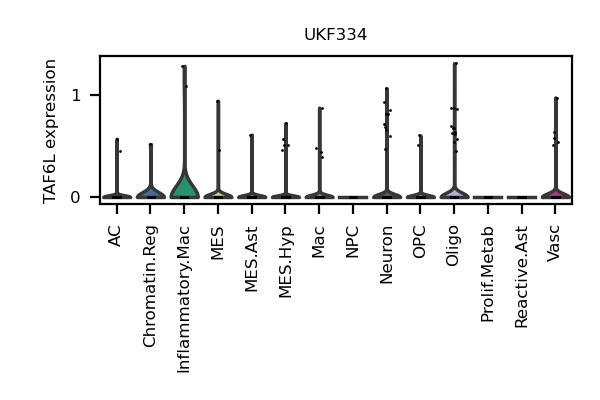 UKF334
TAF6L expression
1
0
AC
Chromatin.Reg
Inflammatory.Mac
MES
MES.Ast
MES.Hyp
Mac
NPC
Neuron
OPC
Oligo
Prolif.Metab
Reactive.Ast
Vasc